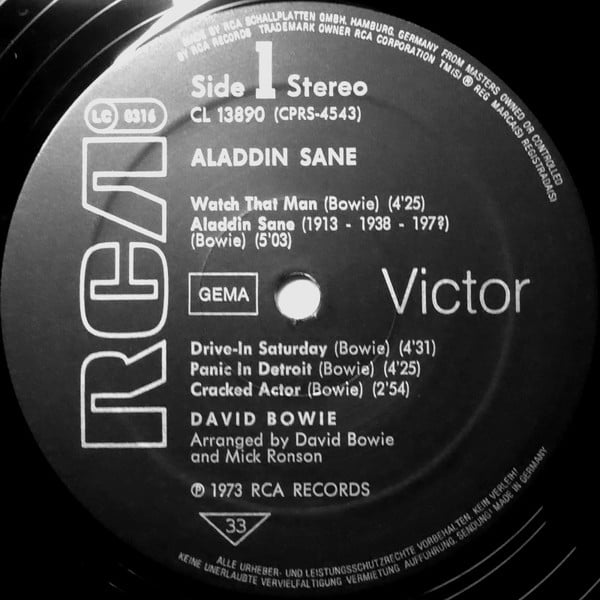 MADE BY RCA SCHALLPLATTEN GMBH, HAMBURG, GERMANY FROM MASTERS OWNED OR CONTROLLED
BY RCA RECORDS TRADEMARK OWNER RCA CORPORATION TM(S) ® REG MARCA(S) REGISTRADA(S)
Side 1 Stereo
CL 13890 (CPRS-4543)
LC 0316
RCA
ALADDIN SANE
Watch That Man (Bowie) (4'25)
Aladdin Sane (1913 - 1938 - 197?)
(Bowie) (5'03)
GEMA
Victor
Drive-In Saturday (Bowie) (4'31)
Panic In Detroit (Bowie) (4'25)
Cracked Actor (Bowie) (2'54)
DAVID BOWIE
Arranged by David Bowie
and Mick Ronson
℗ 1973 RCA RECORDS
33
ALLE URHEBER- UND LEISTUNGSSCHUTZRECHTE VORBEHALTEN. KEIN VERLEIH!
KEINE UNERLAUBTE VERVIELFÄLTIGUNG VERMIETUNG AUFFÜHRUNG, SENDUNG! MADE IN GERMANY